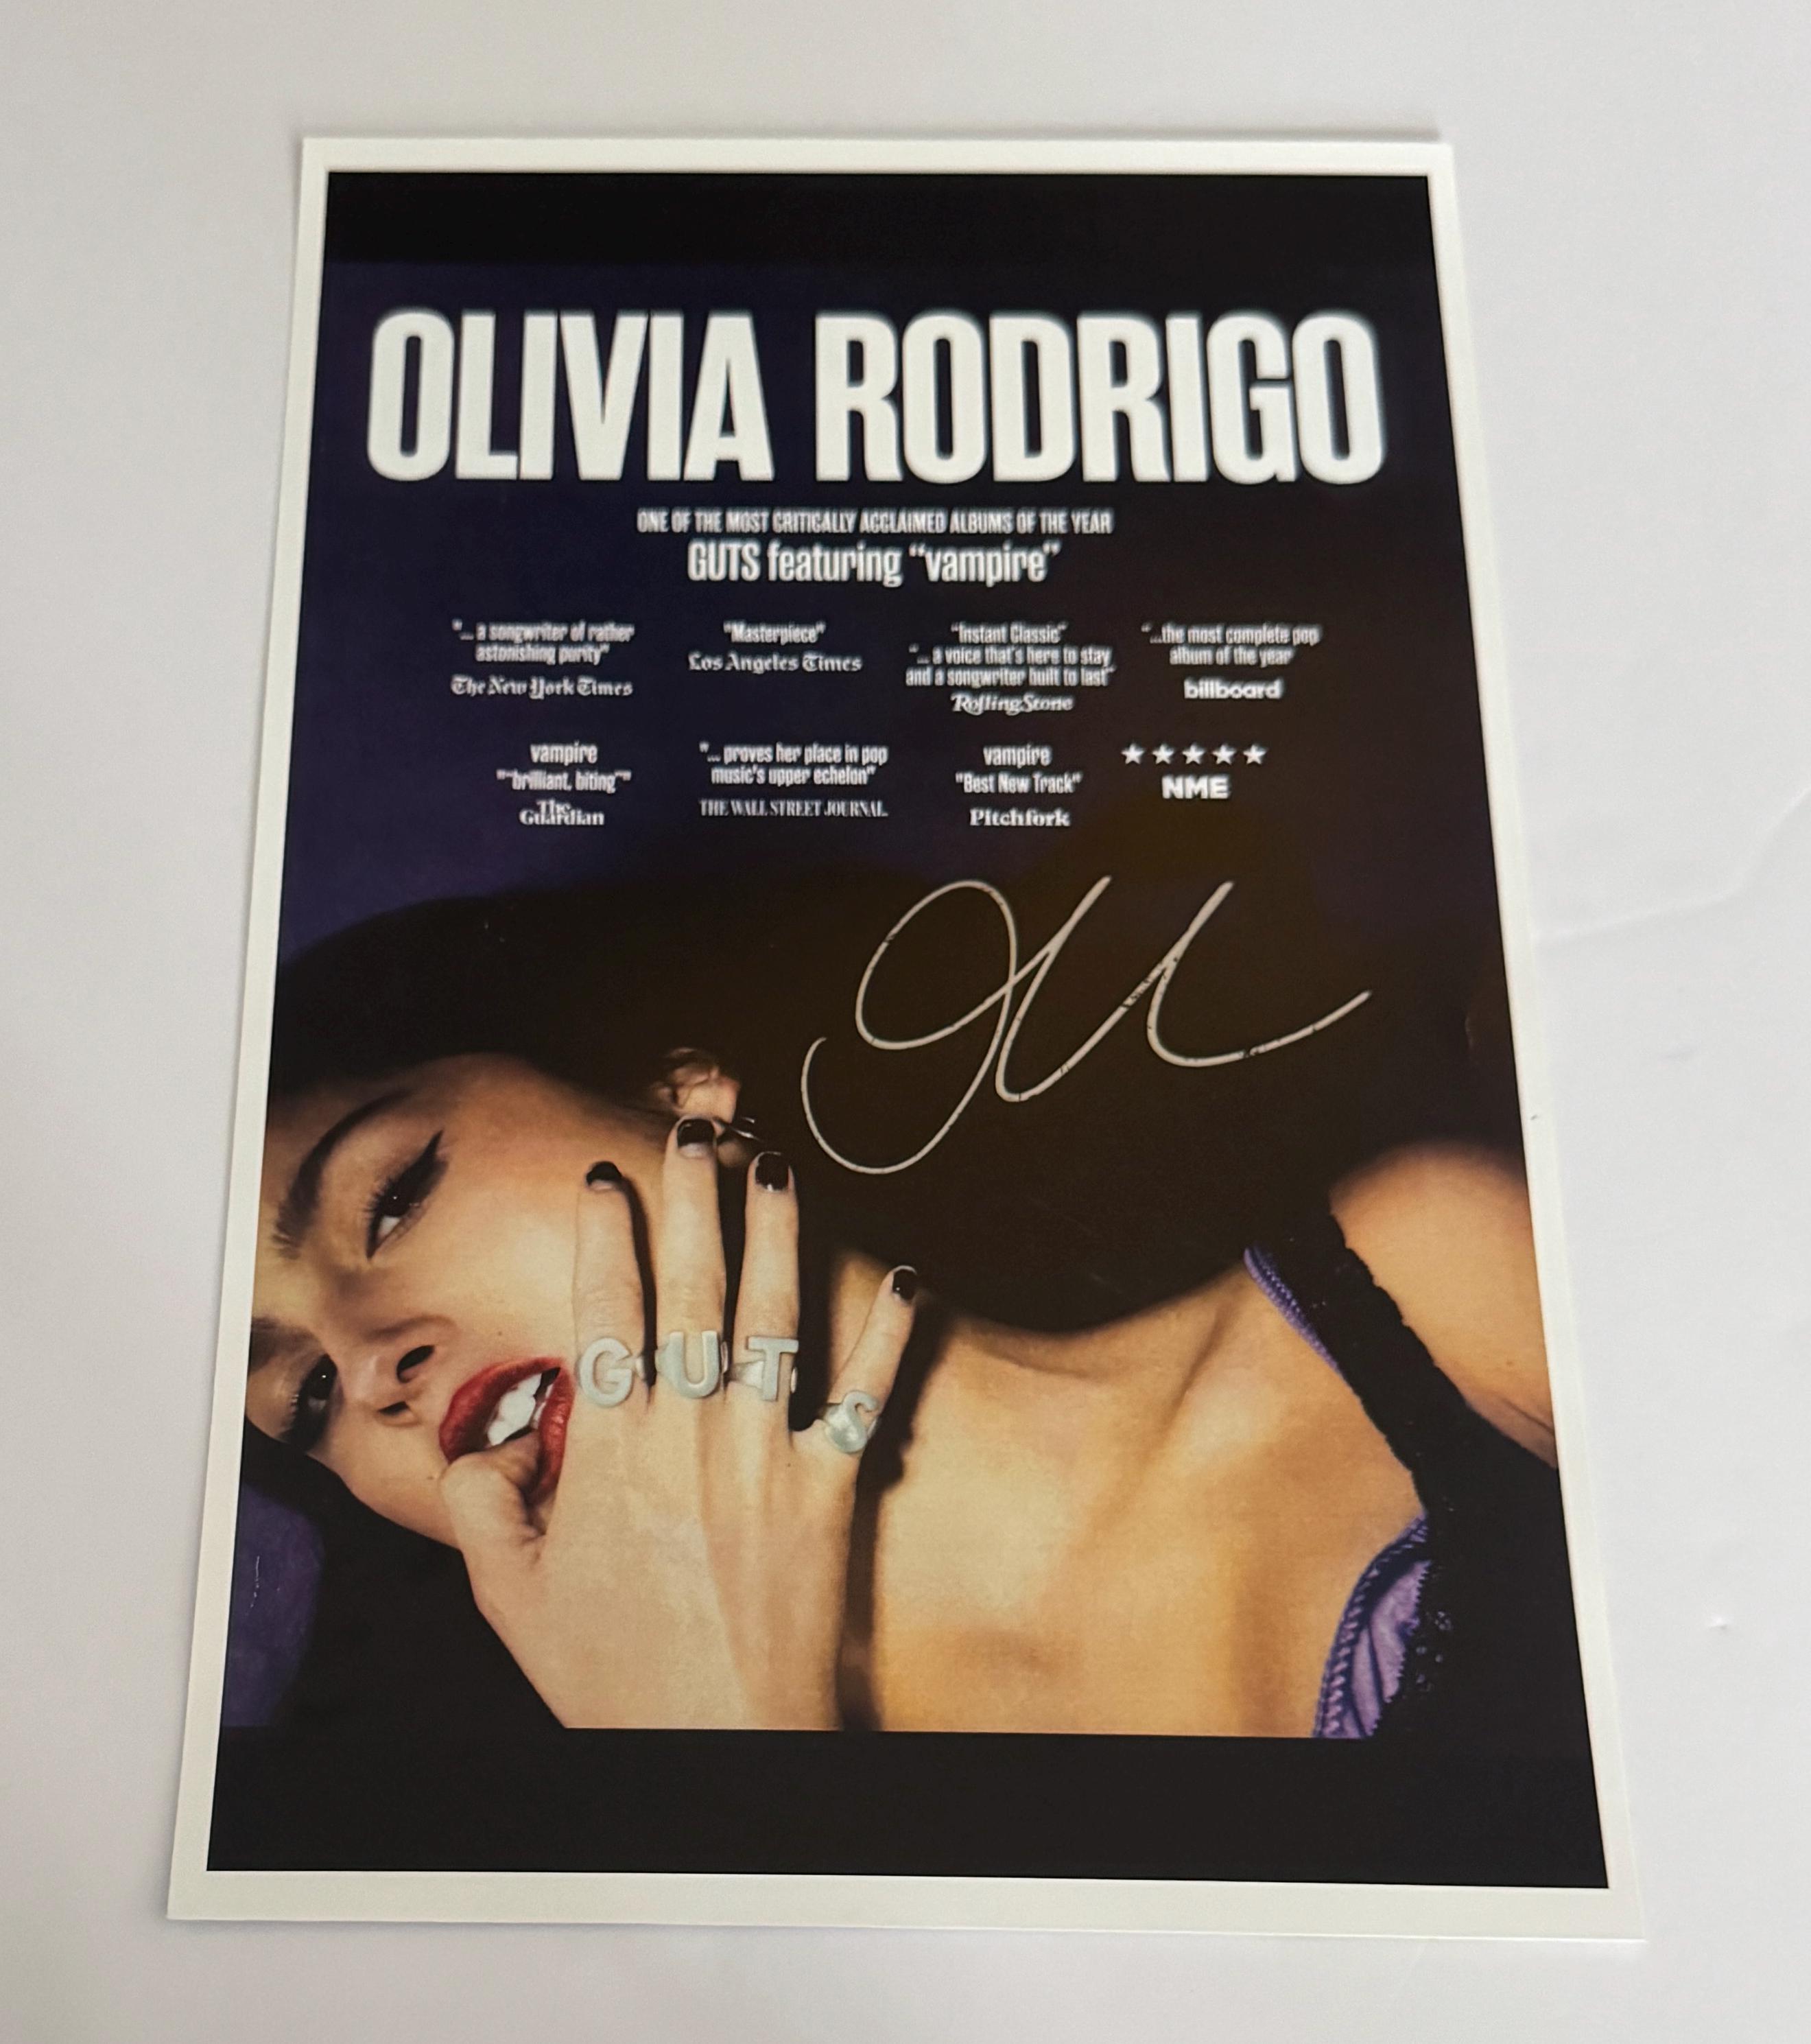 OLIVIA RODRIGO
ONE OF THE MOST CRITICALLY ACCLAIMED ALBUMS OF THE YEAR
GUTS featuring “vampire”
"... a songwriter of rather
astonishing purity"
The New York Times
"Masterpiece"
Los Angeles Times
"Instant Classic"
"... a voice that's here to stay
and a songwriter built to last"
Rolling Stone
"...the most complete pop
album of the year
billboard
vampire
""brilliant, biting""
The
Guardian
"... proves her place in pop
music's upper echelon"
THE WALL STREET JOURNAL.
vampire
"Best New Track"
Pitchfork
★★★★★
NME
GUTS